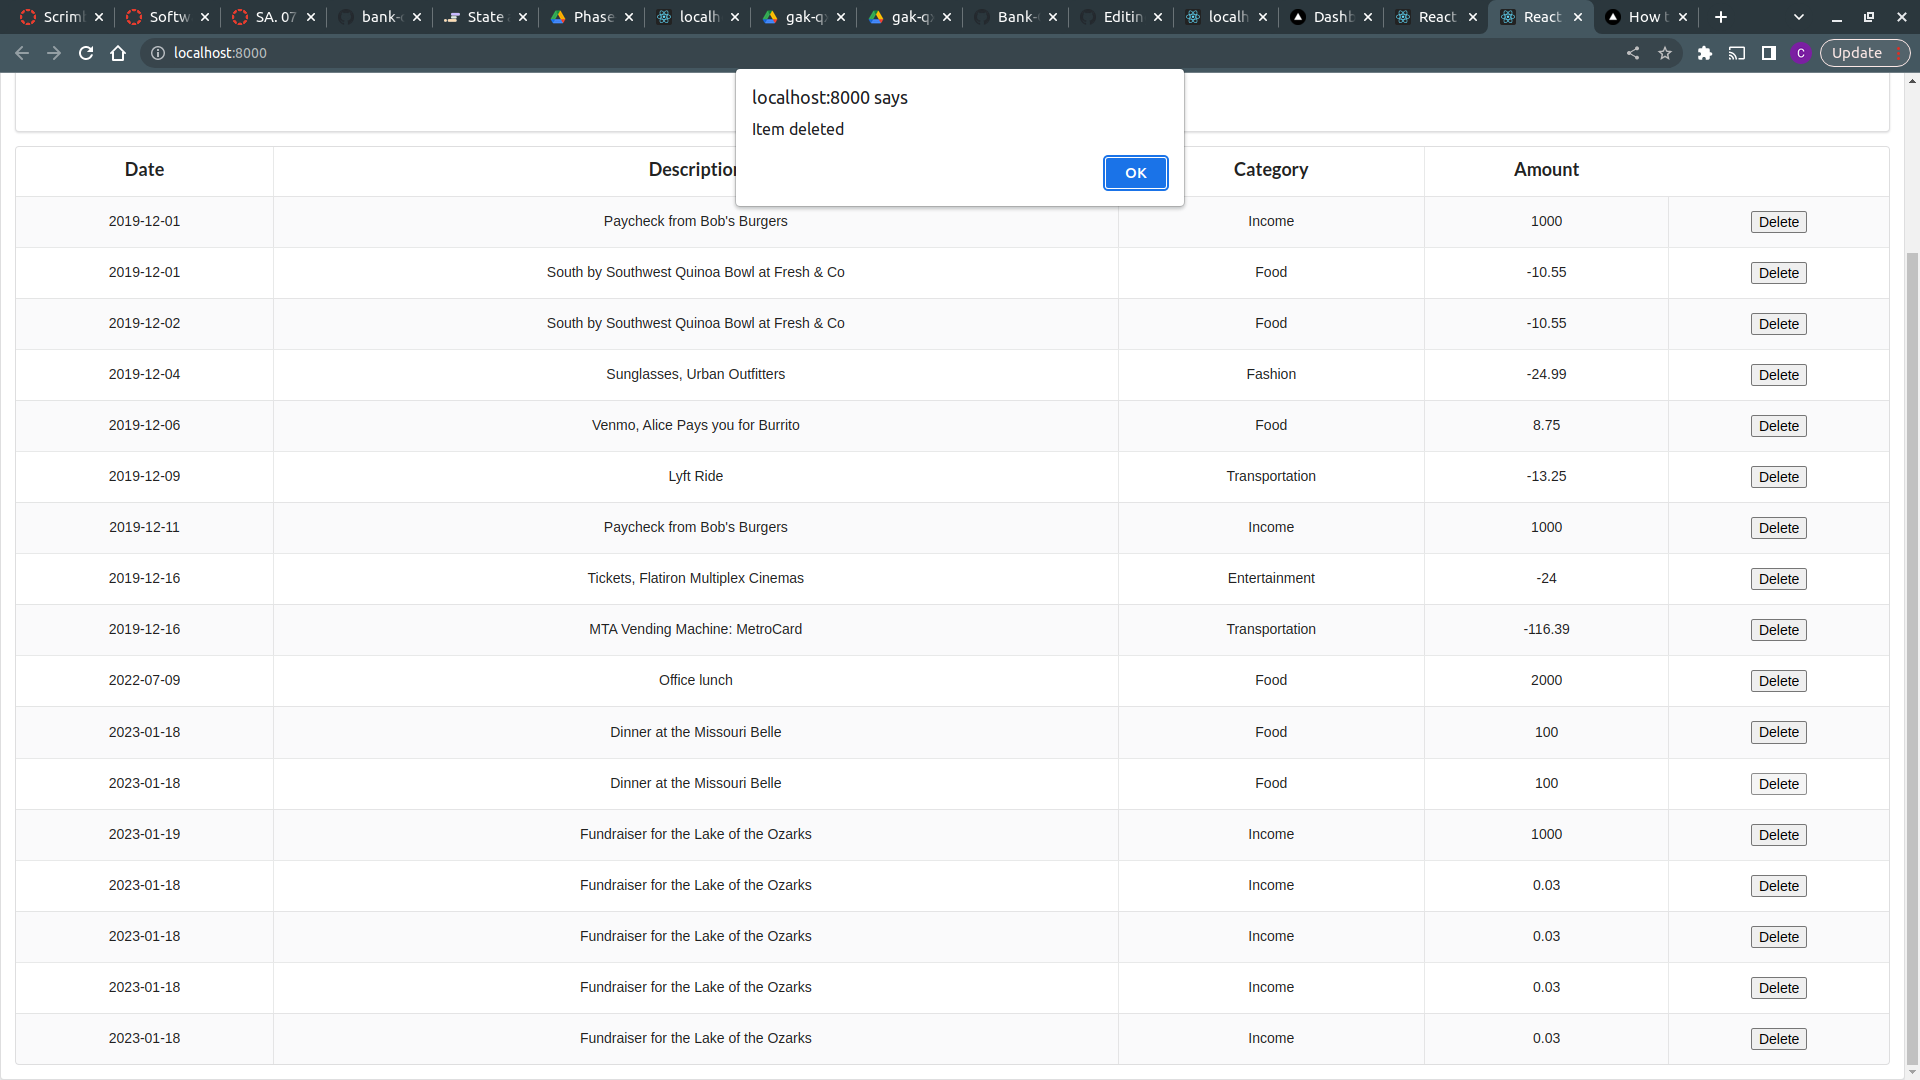 Scrim Softw SA. 07 bank- State Phase localh gak-q gak-q Bank- Editin localh Dashb React React How t
localhost:8000
C
Update
localhost:8000 says
Item deleted
OK
Date Description Category Amount
2019-12-01 Paycheck from Bob's Burgers Income 1000 Delete
2019-12-01 South by Southwest Quinoa Bowl at Fresh & Co Food -10.55 Delete
2019-12-02 South by Southwest Quinoa Bowl at Fresh & Co Food -10.55 Delete
2019-12-04 Sunglasses, Urban Outfitters Fashion -24.99 Delete
2019-12-06 Venmo, Alice Pays you for Burrito Food 8.75 Delete
2019-12-09 Lyft Ride Transportation -13.25 Delete
2019-12-11 Paycheck from Bob's Burgers Income 1000 Delete
2019-12-16 Tickets, Flatiron Multiplex Cinemas Entertainment -24 Delete
2019-12-16 MTA Vending Machine: MetroCard Transportation -116.39 Delete
2022-07-09 Office lunch Food 2000 Delete
2023-01-18 Dinner at the Missouri Belle Food 100 Delete
2023-01-18 Dinner at the Missouri Belle Food 100 Delete
2023-01-19 Fundraiser for the Lake of the Ozarks Income 1000 Delete
2023-01-18 Fundraiser for the Lake of the Ozarks Income 0.03 Delete
2023-01-18 Fundraiser for the Lake of the Ozarks Income 0.03 Delete
2023-01-18 Fundraiser for the Lake of the Ozarks Income 0.03 Delete
2023-01-18 Fundraiser for the Lake of the Ozarks Income 0.03 Delete